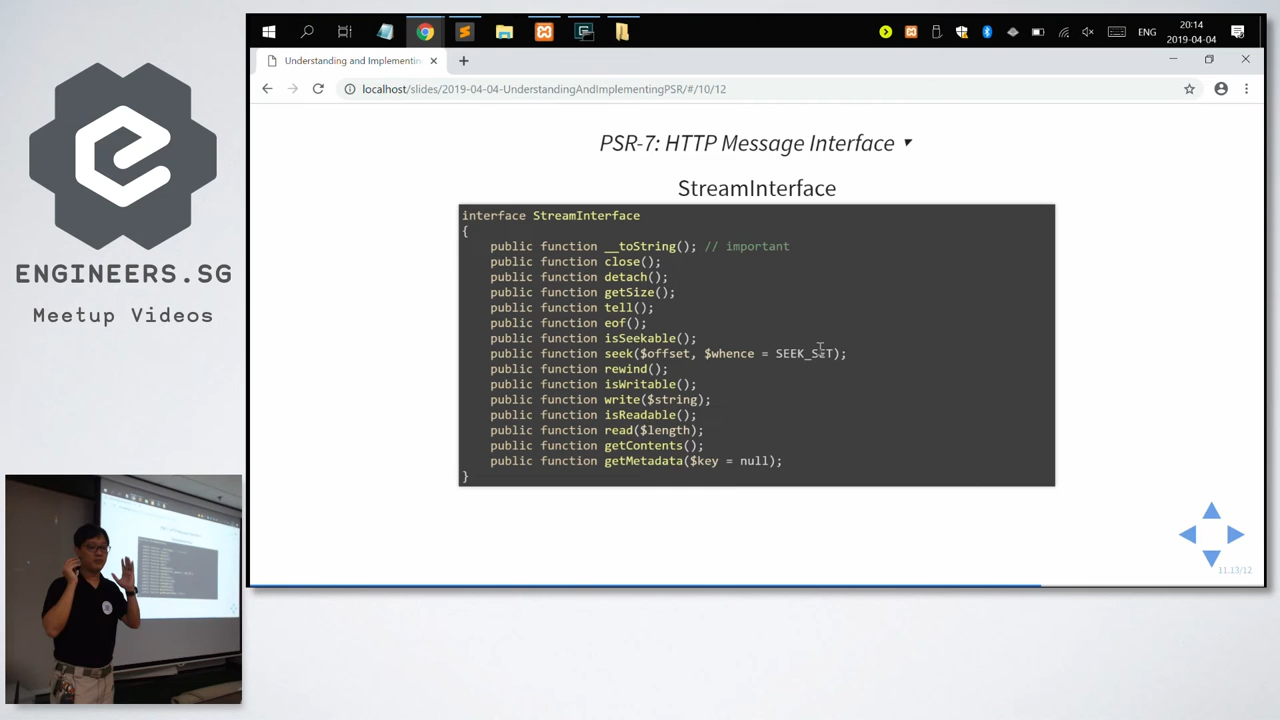 ENGINEERS.SG
Meetup Videos
20:14
ENG
2019-04-04
Understanding and Implementin
localhost/slides/2019-04-04-UnderstandingAndImplementingPSR/#/10/12
PSR-7: HTTP Message Interface
StreamInterface
interface StreamInterface
{
public function __toString(); // important
public function close();
public function detach();
public function getSize();
public function tell();
public function eof();
public function isSeekable();
public function seek($offset, $whence = SEEK_SET);
public function rewind();
public function isWritable();
public function write($string);
public function isReadable();
public function read($length);
public function getContents();
public function getMetadata($key = null);
}
11.13/12